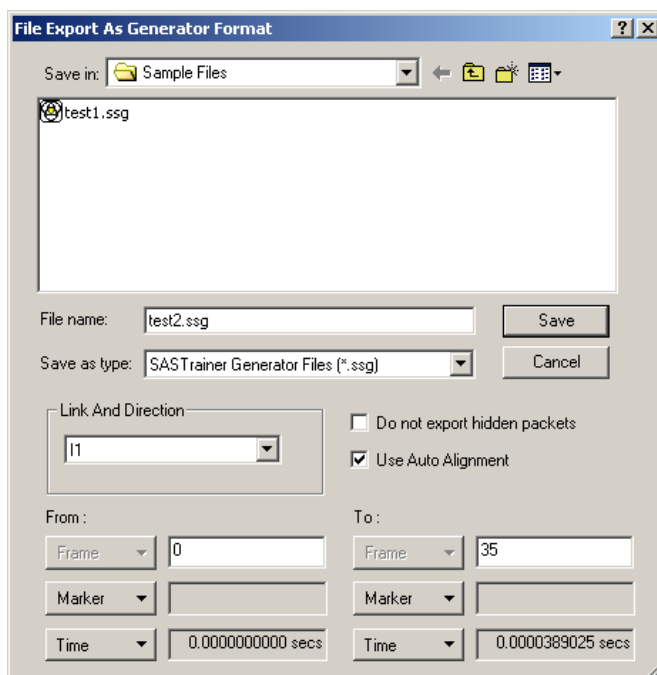 File Export As Generator Format
Save in: Sample Files
test1.ssg
File name: test2.ssg Save
Save as type: SASTrainer Generator Files (*.ssg) Cancel
Link And Direction
I1
Do not export hidden packets
Use Auto Alignment
From : To :
Frame 0 Frame 35
Marker Marker
Time 0.0000000000 secs Time 0.0000389025 secs